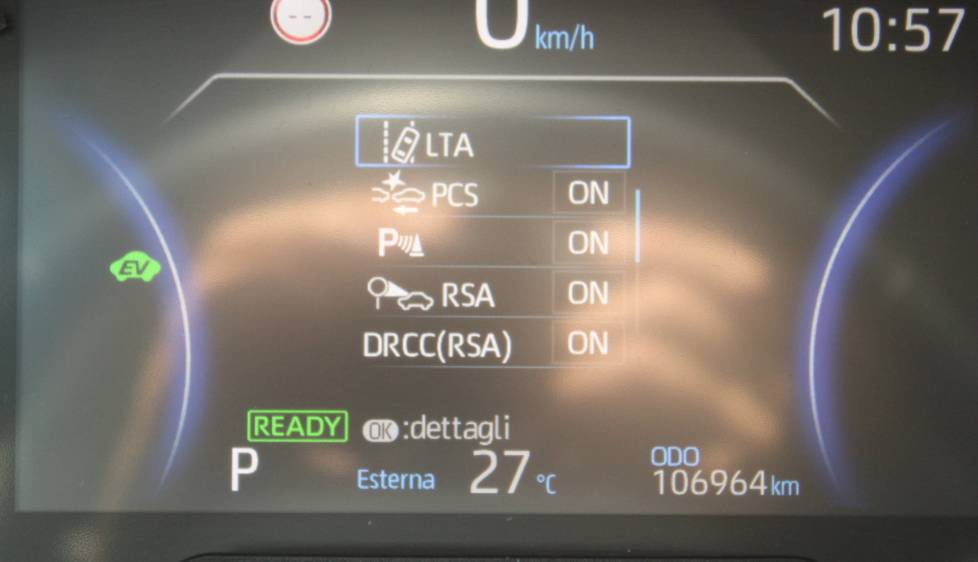 0 km/h
10:57
LTA
PCS ON
P ON
RSA ON
DRCC(RSA) ON
EV
READY OK :dettagli
P Esterna 27 °C
ODO
106964 km